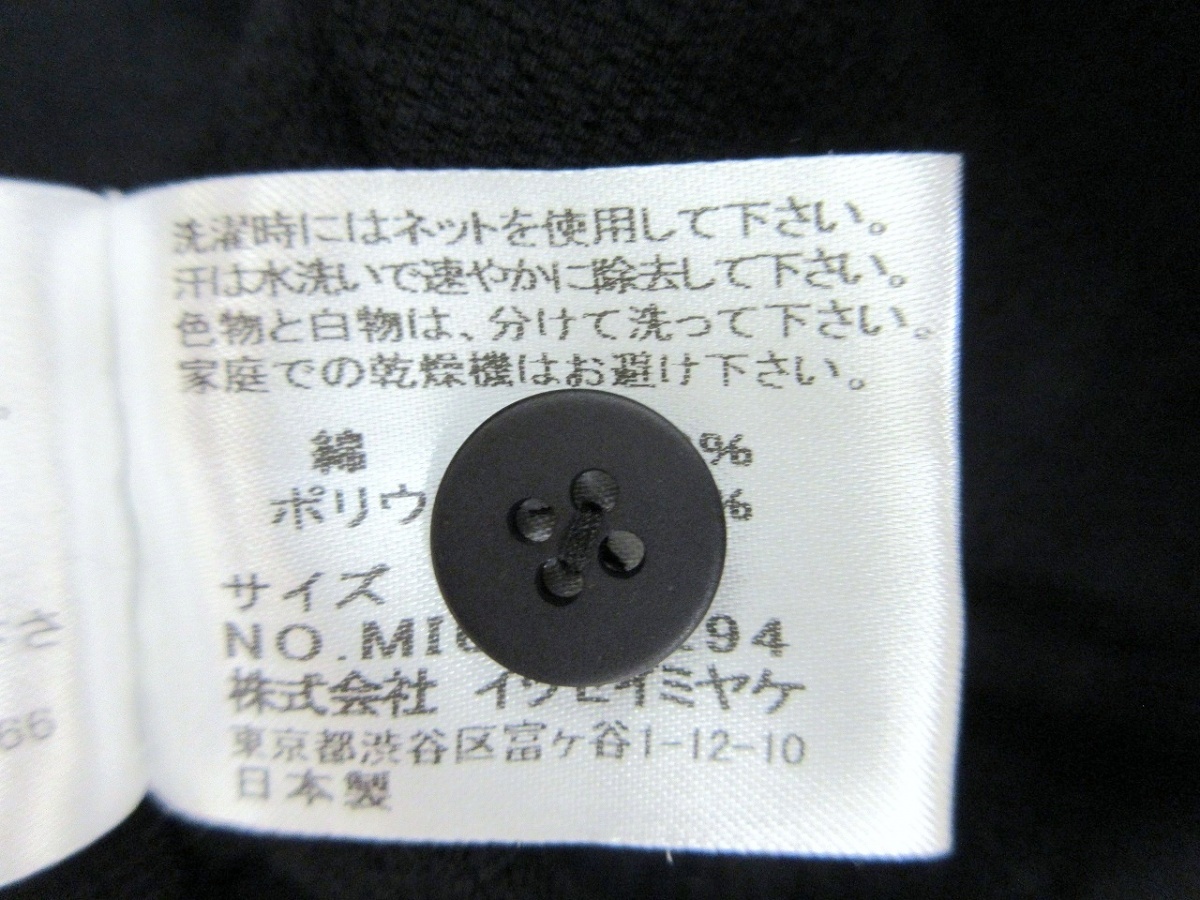 洗濯時にはネットを使用して下さい。
汗は水洗いで速やかに除去して下さい。
色物と白物は、分けて洗って下さい。
家庭での乾燥機はお避け下さい。
綿 %
ポリウ %
サイズ
NO.MI 94
株式会社 イッセイミヤケ
東京都渋谷区富ケ谷1-12-10
日本製
さ
66